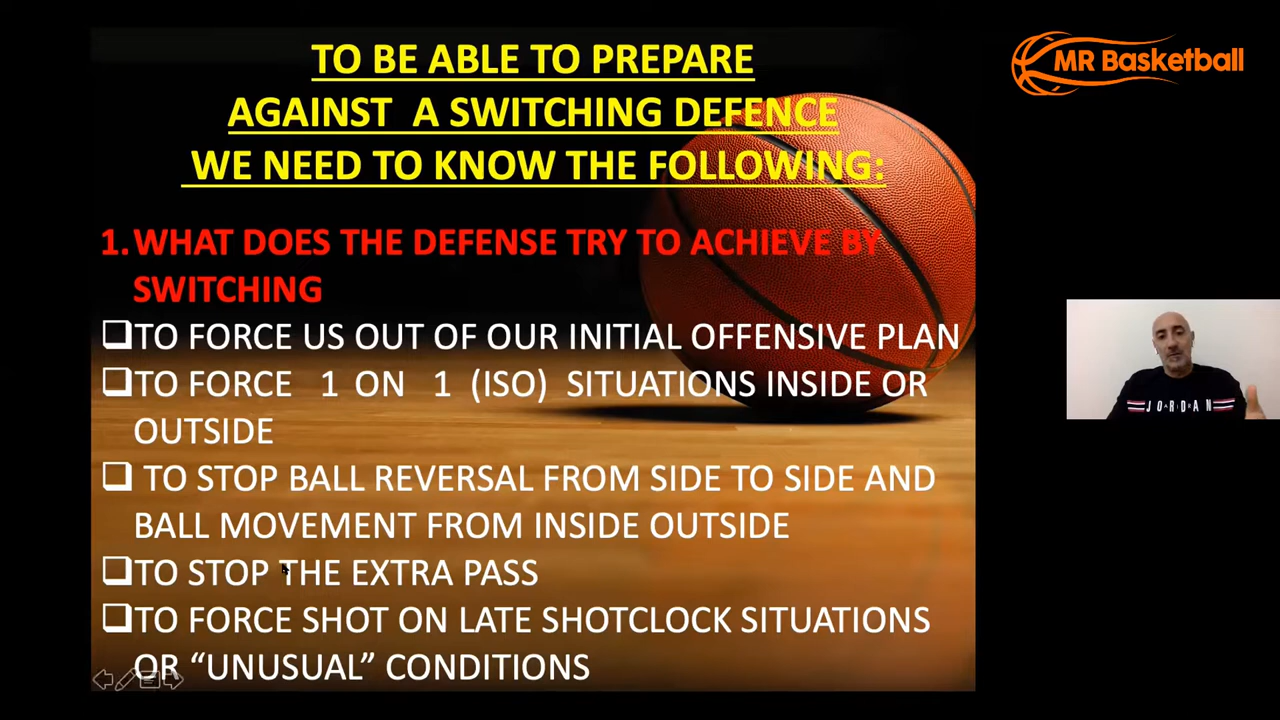 TO BE ABLE TO PREPARE
AGAINST A SWITCHING DEFENCE
WE NEED TO KNOW THE FOLLOWING:
MR Basketball
1. WHAT DOES THE DEFENSE TRY TO ACHIEVE BY
SWITCHING
TO FORCE US OUT OF OUR INITIAL OFFENSIVE PLAN
TO FORCE 1 ON 1 (ISO) SITUATIONS INSIDE OR
OUTSIDE
TO STOP BALL REVERSAL FROM SIDE TO SIDE AND
BALL MOVEMENT FROM INSIDE OUTSIDE
TO STOP THE EXTRA PASS
TO FORCE SHOT ON LATE SHOTCLOCK SITUATIONS
OR “UNUSUAL” CONDITIONS
JORDAN